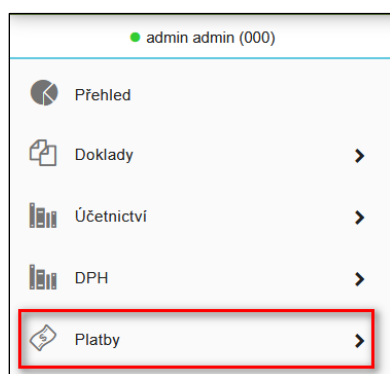 admin admin (000)
Přehled
Doklady
Účetnictví
DPH
Platby